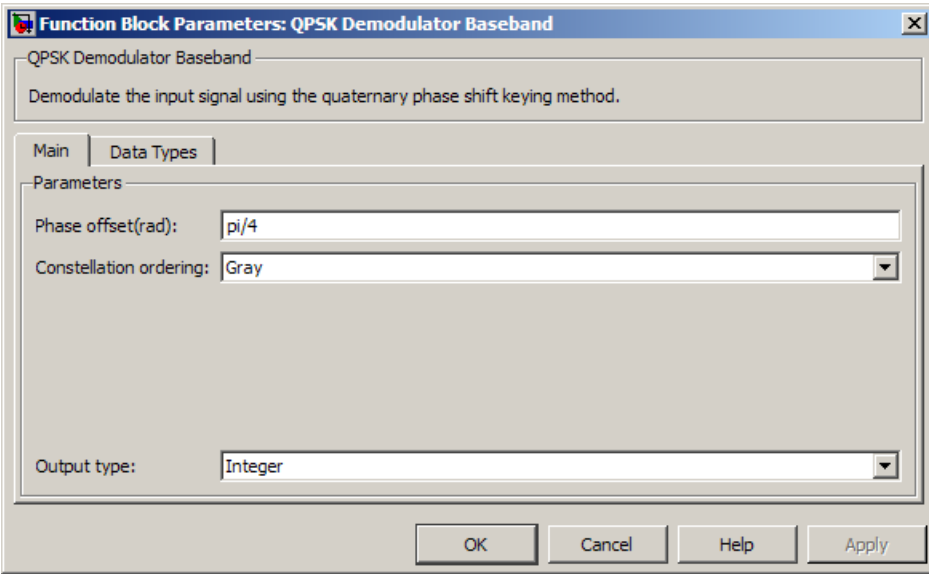 Function Block Parameters: QPSK Demodulator Baseband
QPSK Demodulator Baseband
Demodulate the input signal using the quaternary phase shift keying method.
Main Data Types
Parameters
Phase offset(rad): pi/4
Constellation ordering: Gray
Output type: Integer
OK Cancel Help Apply